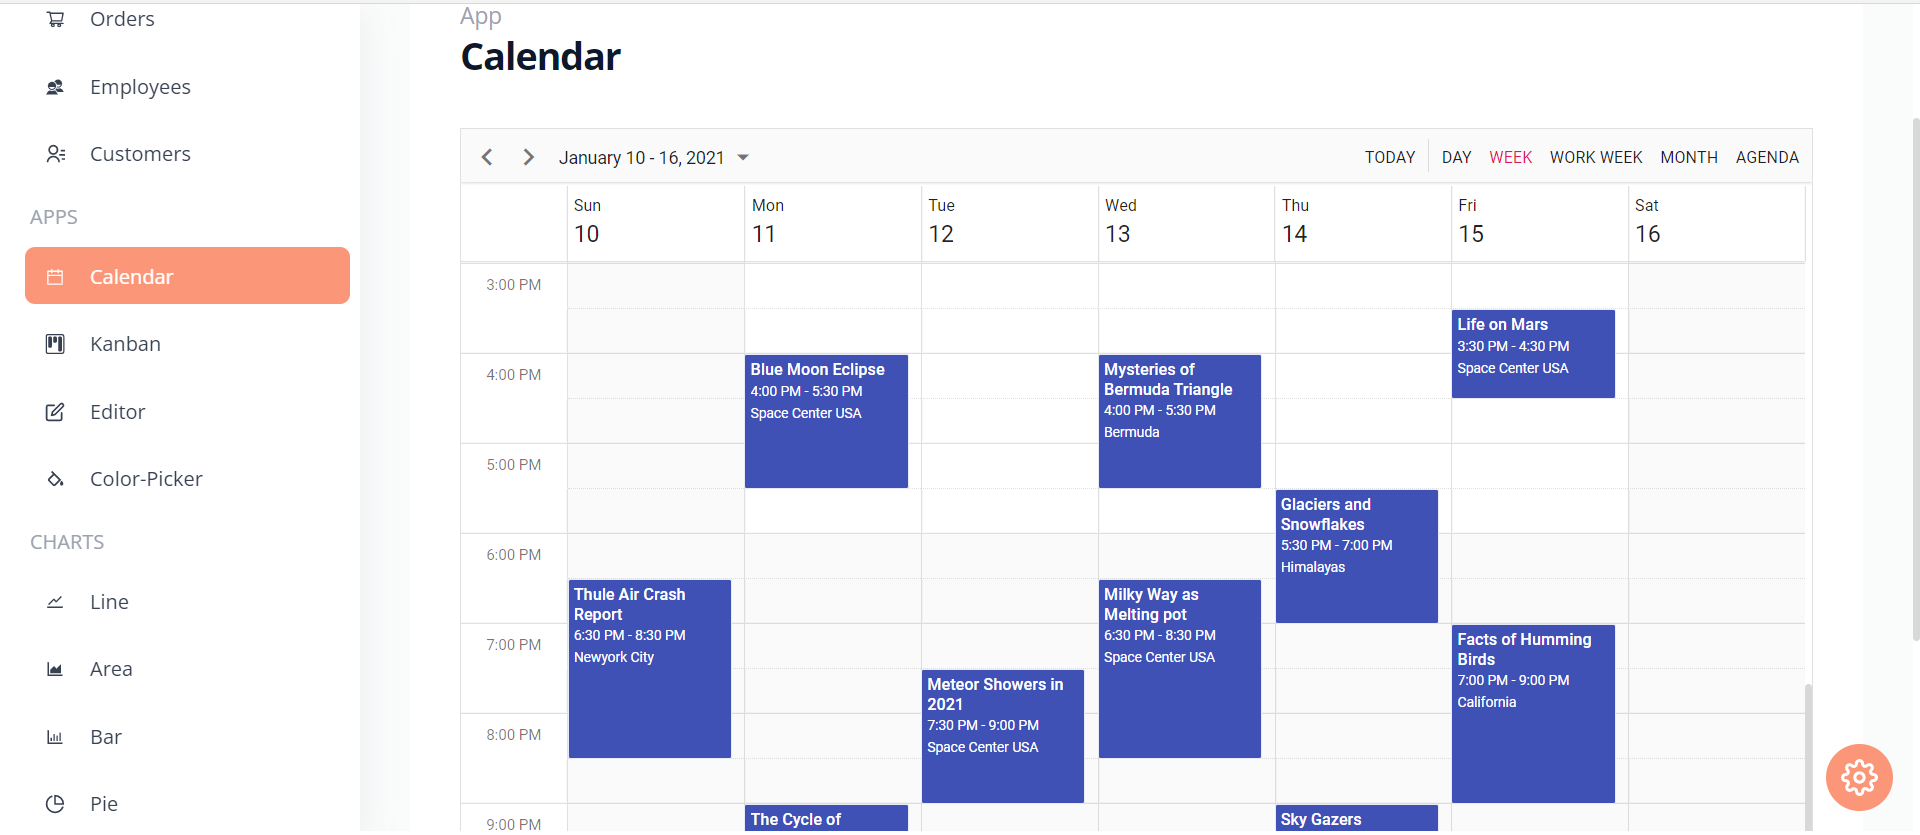 Orders
Employees
Customers
APPS
Calendar
Kanban
Editor
Color-Picker
CHARTS
Line
Area
Bar
Pie
App
Calendar
January 10 - 16, 2021
TODAY
DAY
WEEK
WORK WEEK
MONTH
AGENDA
Sun
10
Mon
11
Tue
12
Wed
13
Thu
14
Fri
15
Sat
16
3:00 PM
4:00 PM
5:00 PM
6:00 PM
7:00 PM
8:00 PM
9:00 PM
Thule Air Crash
Report
6:30 PM - 8:30 PM
Newyork City
Blue Moon Eclipse
4:00 PM - 5:30 PM
Space Center USA
The Cycle of
Meteor Showers in
2021
7:30 PM - 9:00 PM
Space Center USA
Mysteries of
Bermuda Triangle
4:00 PM - 5:30 PM
Bermuda
Milky Way as
Melting pot
6:30 PM - 8:30 PM
Space Center USA
Glaciers and
Snowflakes
5:30 PM - 7:00 PM
Himalayas
Sky Gazers
Life on Mars
3:30 PM - 4:30 PM
Space Center USA
Facts of Humming
Birds
7:00 PM - 9:00 PM
California